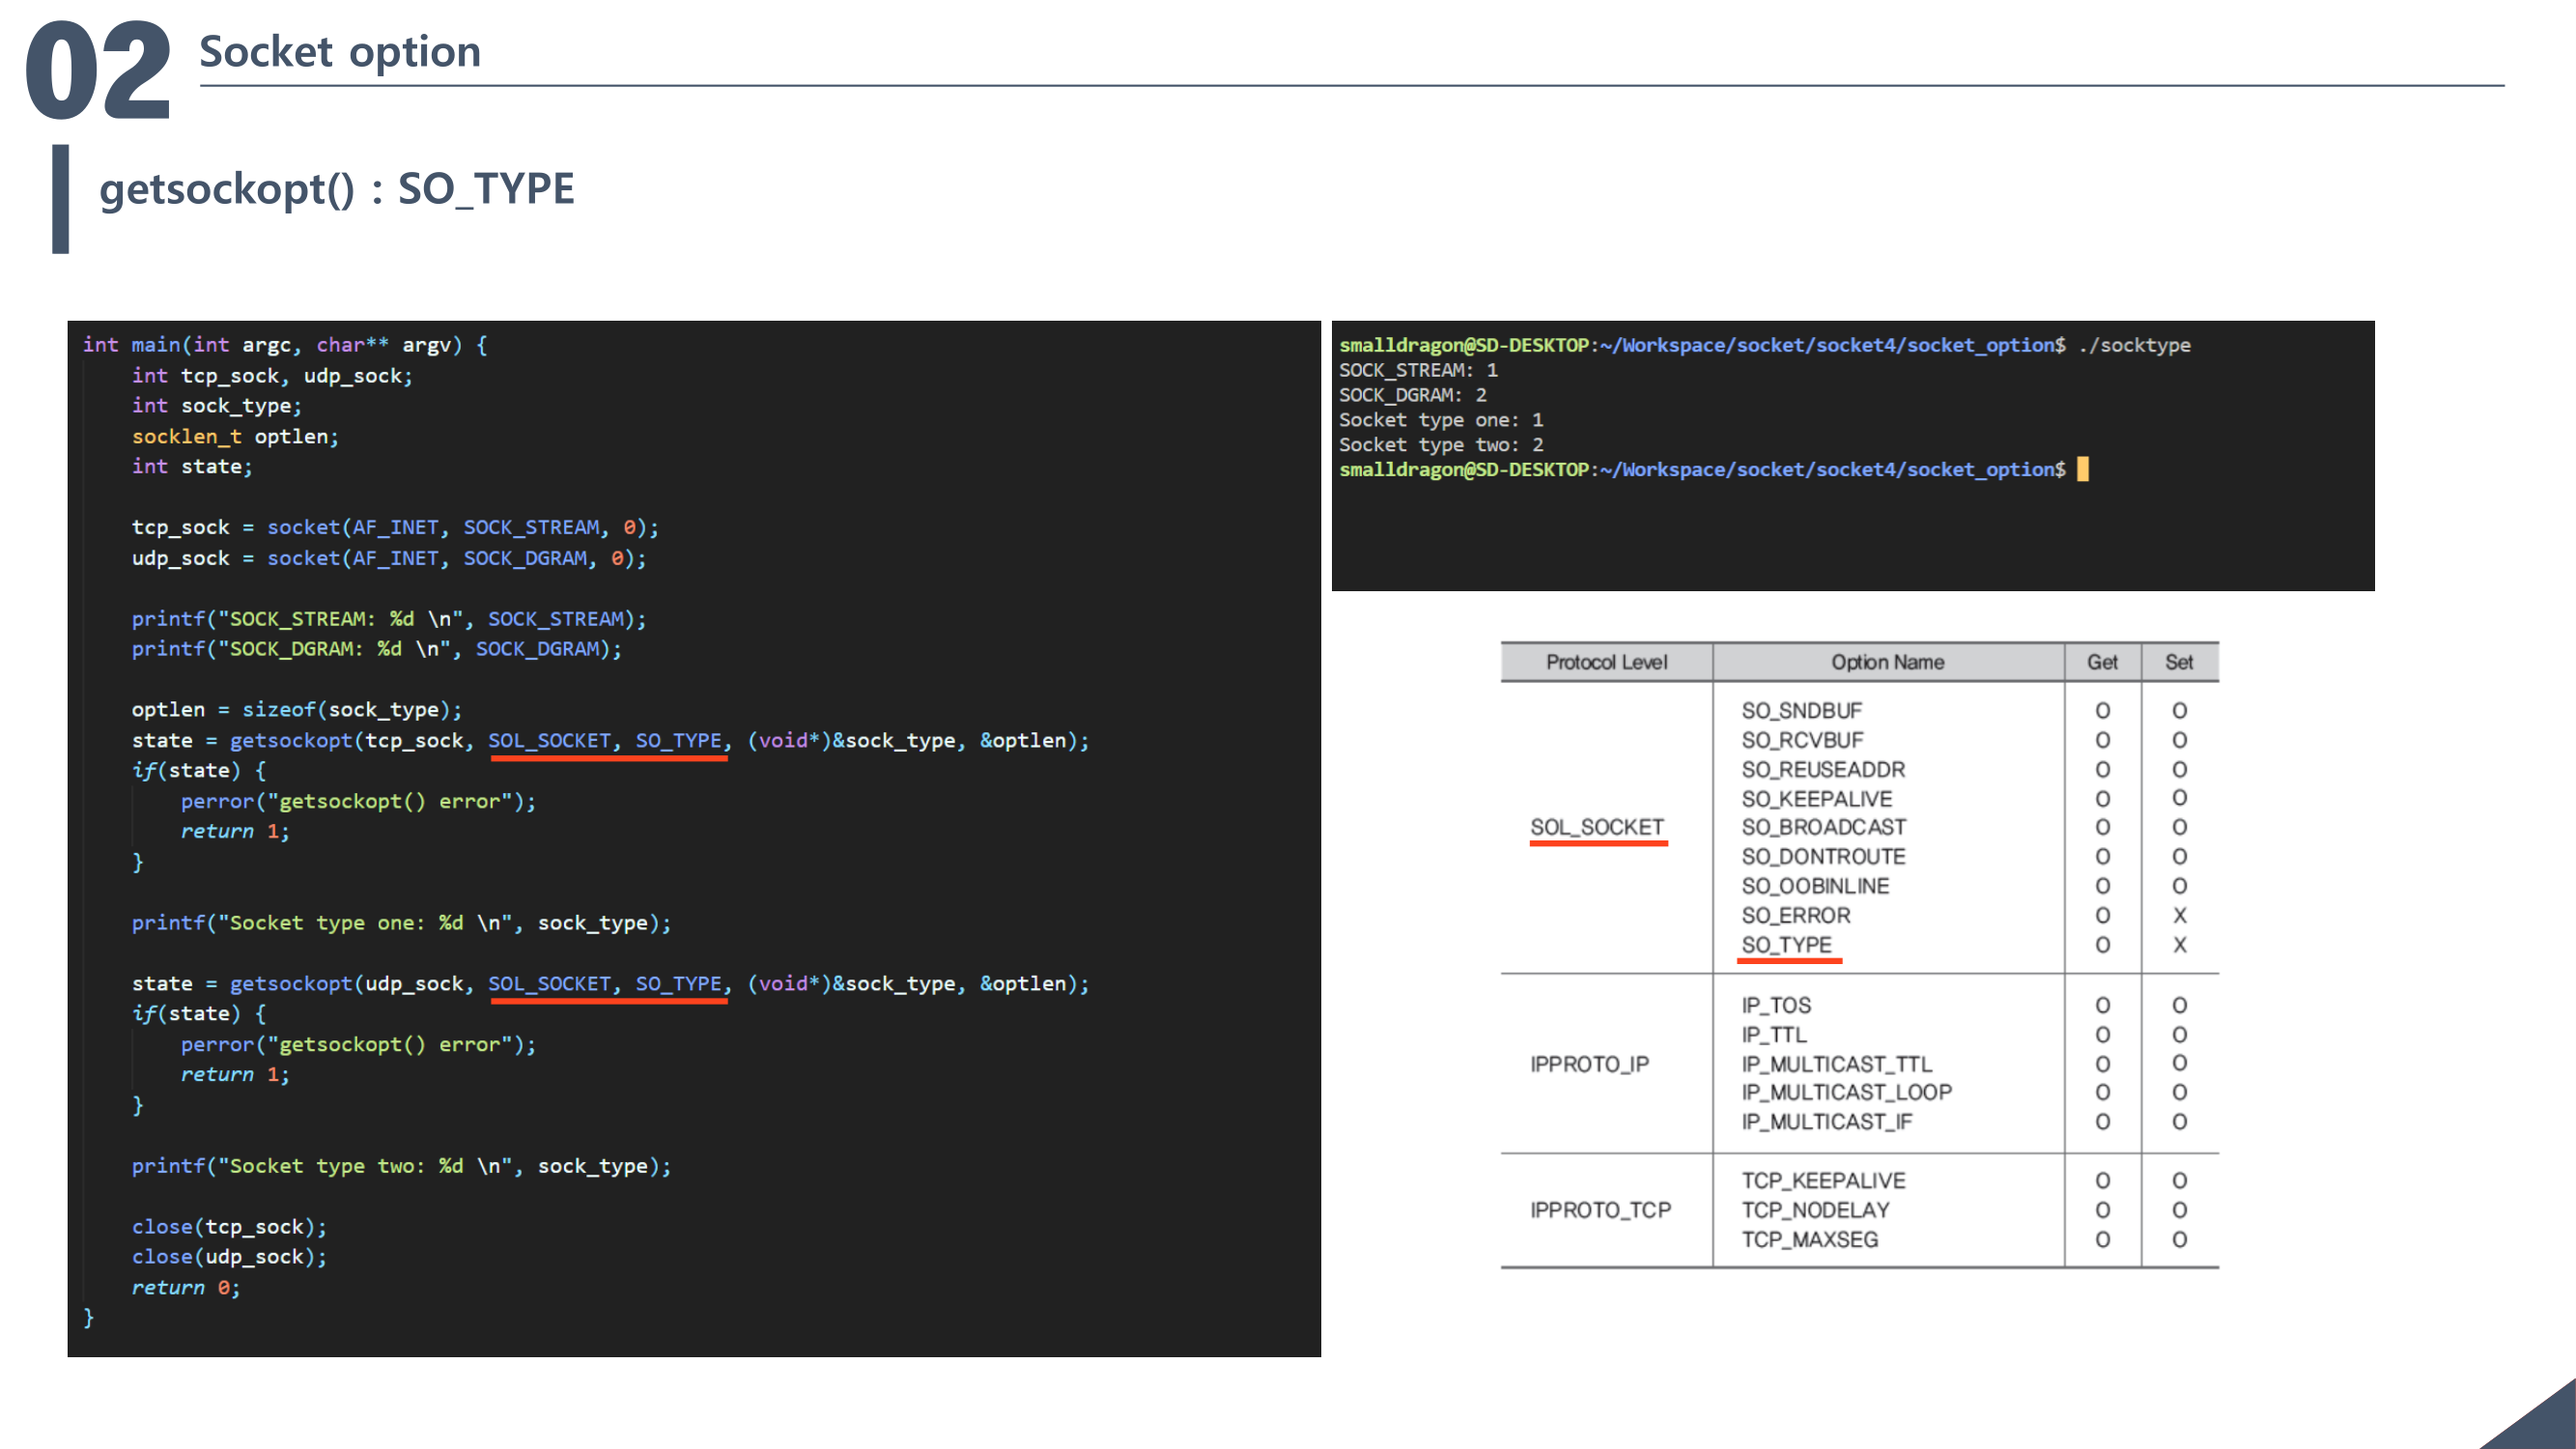 02
Socket option
getsockopt() : SO_TYPE
int main(int argc, char** argv) {
    int tcp_sock, udp_sock;
    int sock_type;
    socklen_t optlen;
    int state;
    tcp_sock = socket(AF_INET, SOCK_STREAM, 0);
    udp_sock = socket(AF_INET, SOCK_DGRAM, 0);
    printf("SOCK_STREAM: %d \n", SOCK_STREAM);
    printf("SOCK_DGRAM: %d \n", SOCK_DGRAM);
    optlen = sizeof(sock_type);
    state = getsockopt(tcp_sock, SOL_SOCKET, SO_TYPE, (void*)&sock_type, &optlen);
    if(state) {
        perror("getsockopt() error");
        return 1;
    }
    printf("Socket type one: %d \n", sock_type);
    state = getsockopt(udp_sock, SOL_SOCKET, SO_TYPE, (void*)&sock_type, &optlen);
    if(state) {
        perror("getsockopt() error");
        return 1;
    }
    printf("Socket type two: %d \n", sock_type);
    close(tcp_sock);
    close(udp_sock);
    return 0;
}
smalldragon@SD-DESKTOP:~/Workspace/socket/socket4/socket_option$ ./socktype
SOCK_STREAM: 1
SOCK_DGRAM: 2
Socket type one: 1
Socket type two: 2
smalldragon@SD-DESKTOP:~/Workspace/socket/socket4/socket_option$
Protocol Level Option Name Get Set
SO_SNDBUF O O
SO_RCVBUF O O
SO_REUSEADDR O O
SO_KEEPALIVE O O
SOL_SOCKET SO_BROADCAST O O
SO_DONTROUTE O O
SO_OOBINLINE O O
SO_ERROR O X
SO_TYPE O X
IP_TOS O O
IP_TTL O O
IPPROTO_IP IP_MULTICAST_TTL O O
IP_MULTICAST_LOOP O O
IP_MULTICAST_IF O O
TCP_KEEPALIVE O O
IPPROTO_TCP TCP_NODELAY O O
TCP_MAXSEG O O